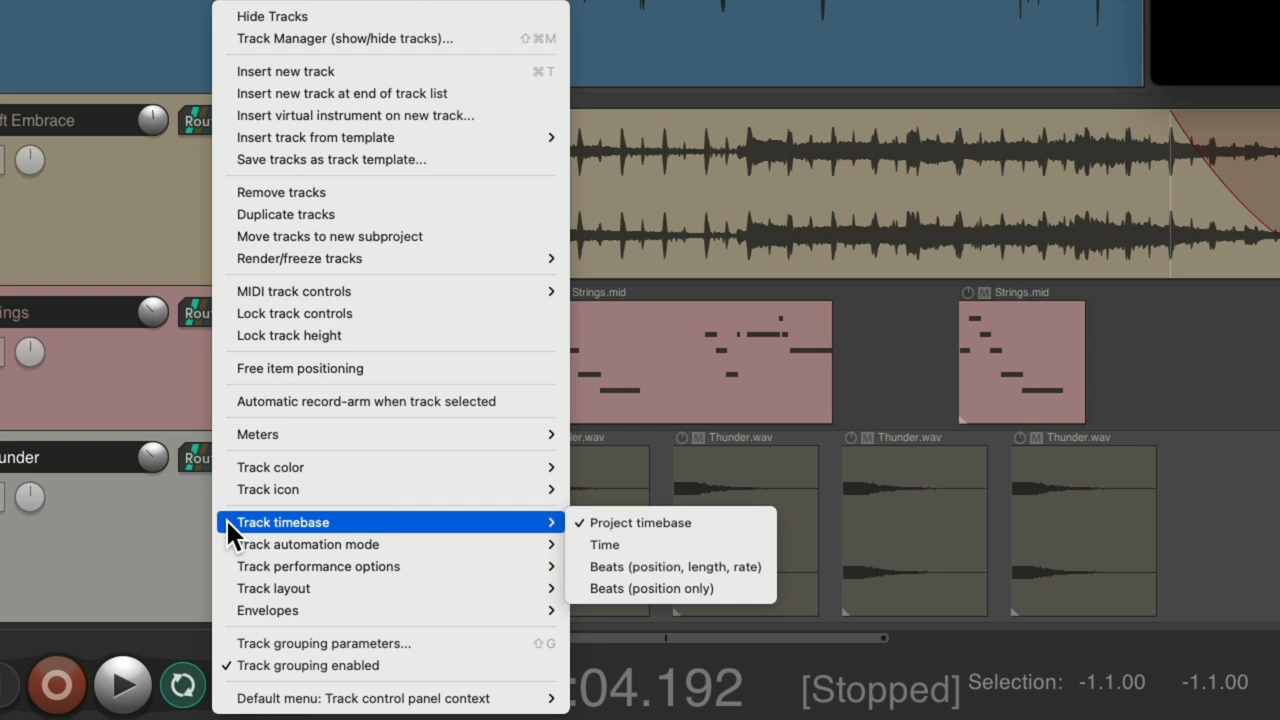 Hide Tracks
Track Manager (show/hide tracks)... ⇧⌘M
Insert new track ⌘T
Insert new track at end of track list
Insert virtual instrument on new track...
Insert track from template
Save tracks as track template...
Remove tracks
Duplicate tracks
Move tracks to new subproject
Render/freeze tracks
MIDI track controls
Lock track controls
Lock track height
Free item positioning
Automatic record-arm when track selected
Meters
Track color
Track icon
Track timebase
Track automation mode
Track performance options
Track layout
Envelopes
Track grouping parameters... ⇧G
✓ Track grouping enabled
Default menu: Track control panel context
✓ Project timebase
Time
Beats (position, length, rate)
Beats (position only)
ft Embrace
Rou
ings
Rou
under
Rou
Strings.mid
M Strings.mid
er.wav
M Thunder.wav
M Thunder.wav
M Thunder.wav
:04.192
[Stopped]
Selection: -1.1.00 -1.1.00